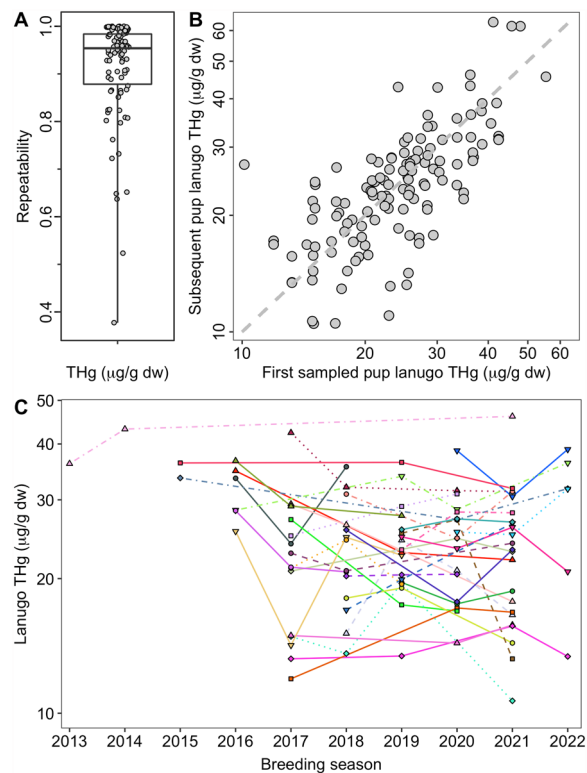 A
Repeatability
1.0
0.8
0.6
0.4
THg (µg/g dw)
B
Subsequent pup lanugo THg (µg/g dw)
60
50
40
30
20
10
10 20 30 40 50 60
First sampled pup lanugo THg (µg/g dw)
C
Lanugo THg (µg/g dw)
50
40
30
20
10
2013 2014 2015 2016 2017 2018 2019 2020 2021 2022
Breeding season